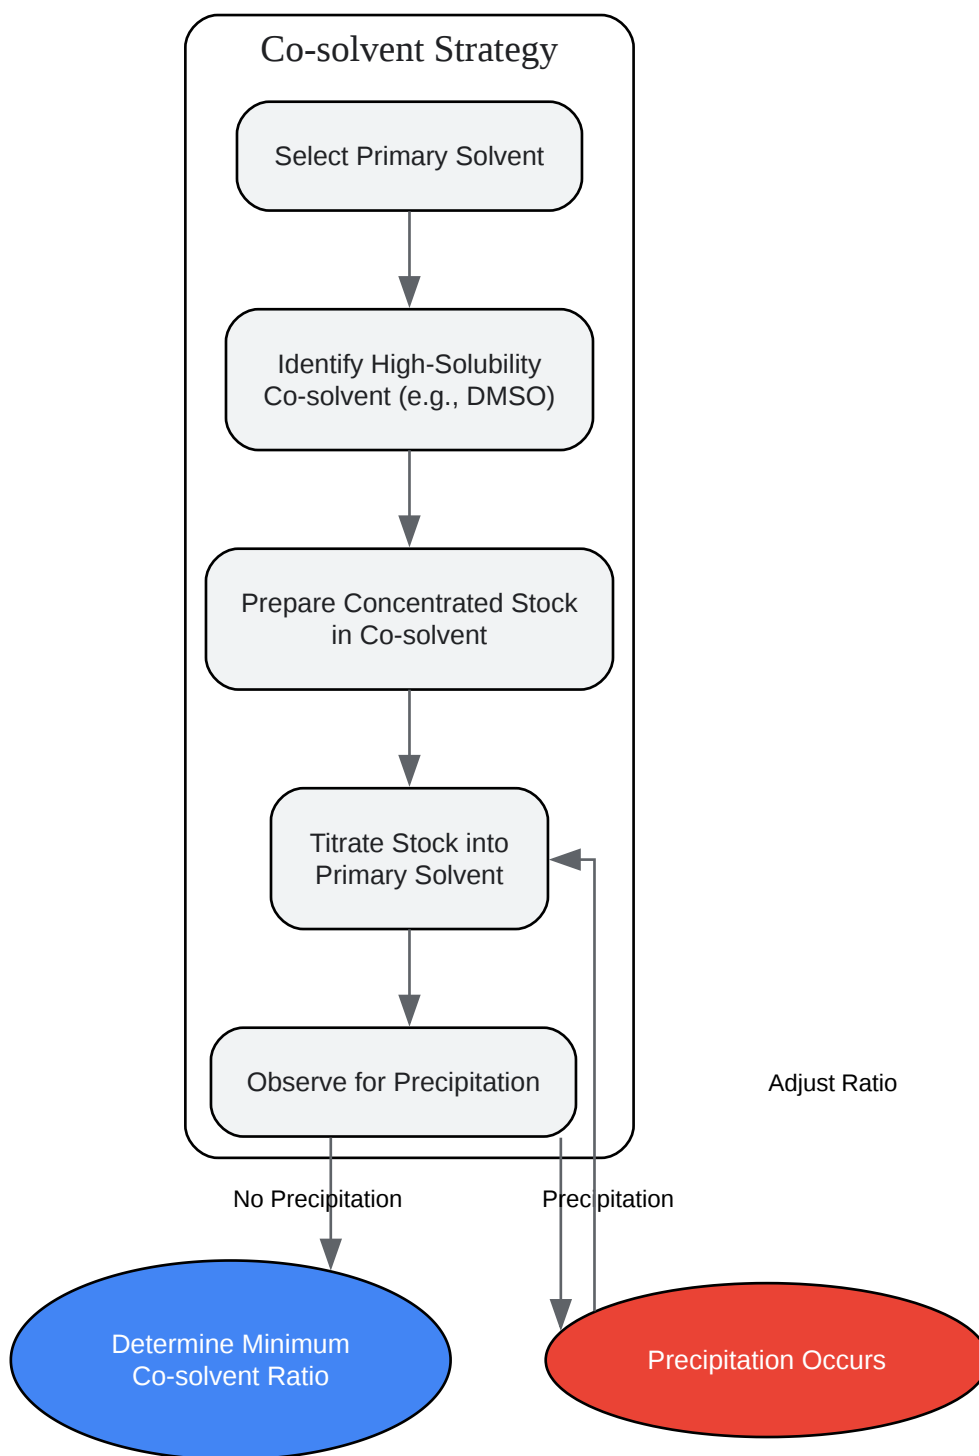 Co-solvent Strategy
Select Primary Solvent
Identify High-Solubility
Co-solvent (e.g., DMSO)
Prepare Concentrated Stock
in Co-solvent
Titrate Stock into
Primary Solvent
Observe for Precipitation
Adjust Ratio
No Precipitation
Precipitation
Determine Minimum
Co-solvent Ratio
Precipitation Occurs